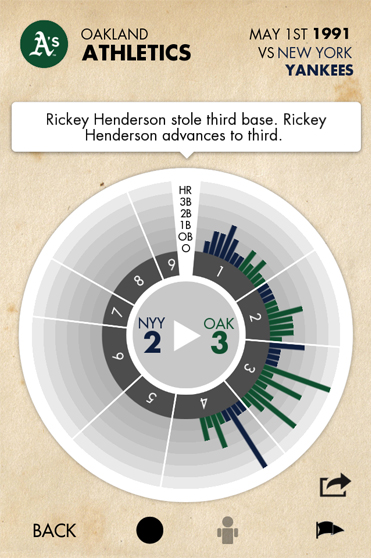 A's
OAKLAND
ATHLETICS
MAY 1ST 1991
VS NEW YORK
YANKEES
Rickey Henderson stole third base. Rickey
Henderson advances to third.
HR
3B
2B
1B
OB
O
1
2
3
4
5
6
7
8
9
NYY
2
OAK
3
BACK